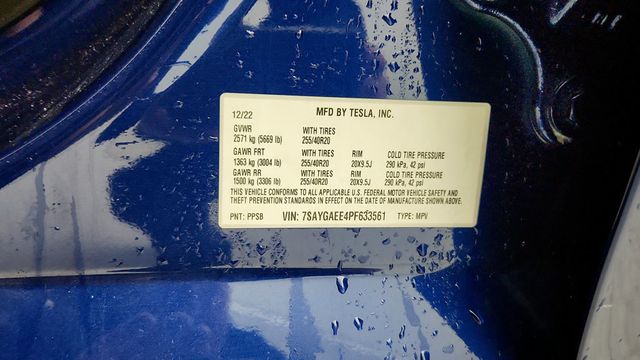 12/22 MFD BY TESLA, INC.
GVWR WITH TIRES
2571 kg (5669 lb) 255/40R20
GAWR FRT WITH TIRES RIM COLD TIRE PRESSURE
1363 kg (3004 lb) 255/40R20 20X9.5J 290 kPa, 42 psi
GAWR RR WITH TIRES RIM COLD TIRE PRESSURE
1500 kg (3306 lb) 255/40R20 20X9.5J 290 kPa, 42 psi
THIS VEHICLE CONFORMS TO ALL APPLICABLE U.S. FEDERAL MOTOR VEHICLE SAFETY AND
THEFT PREVENTION STANDARDS IN EFFECT ON THE DATE OF MANUFACTURE SHOWN ABOVE.
PNT: PPSB VIN: 7SAYGAEE4PF633561 TYPE: MPV